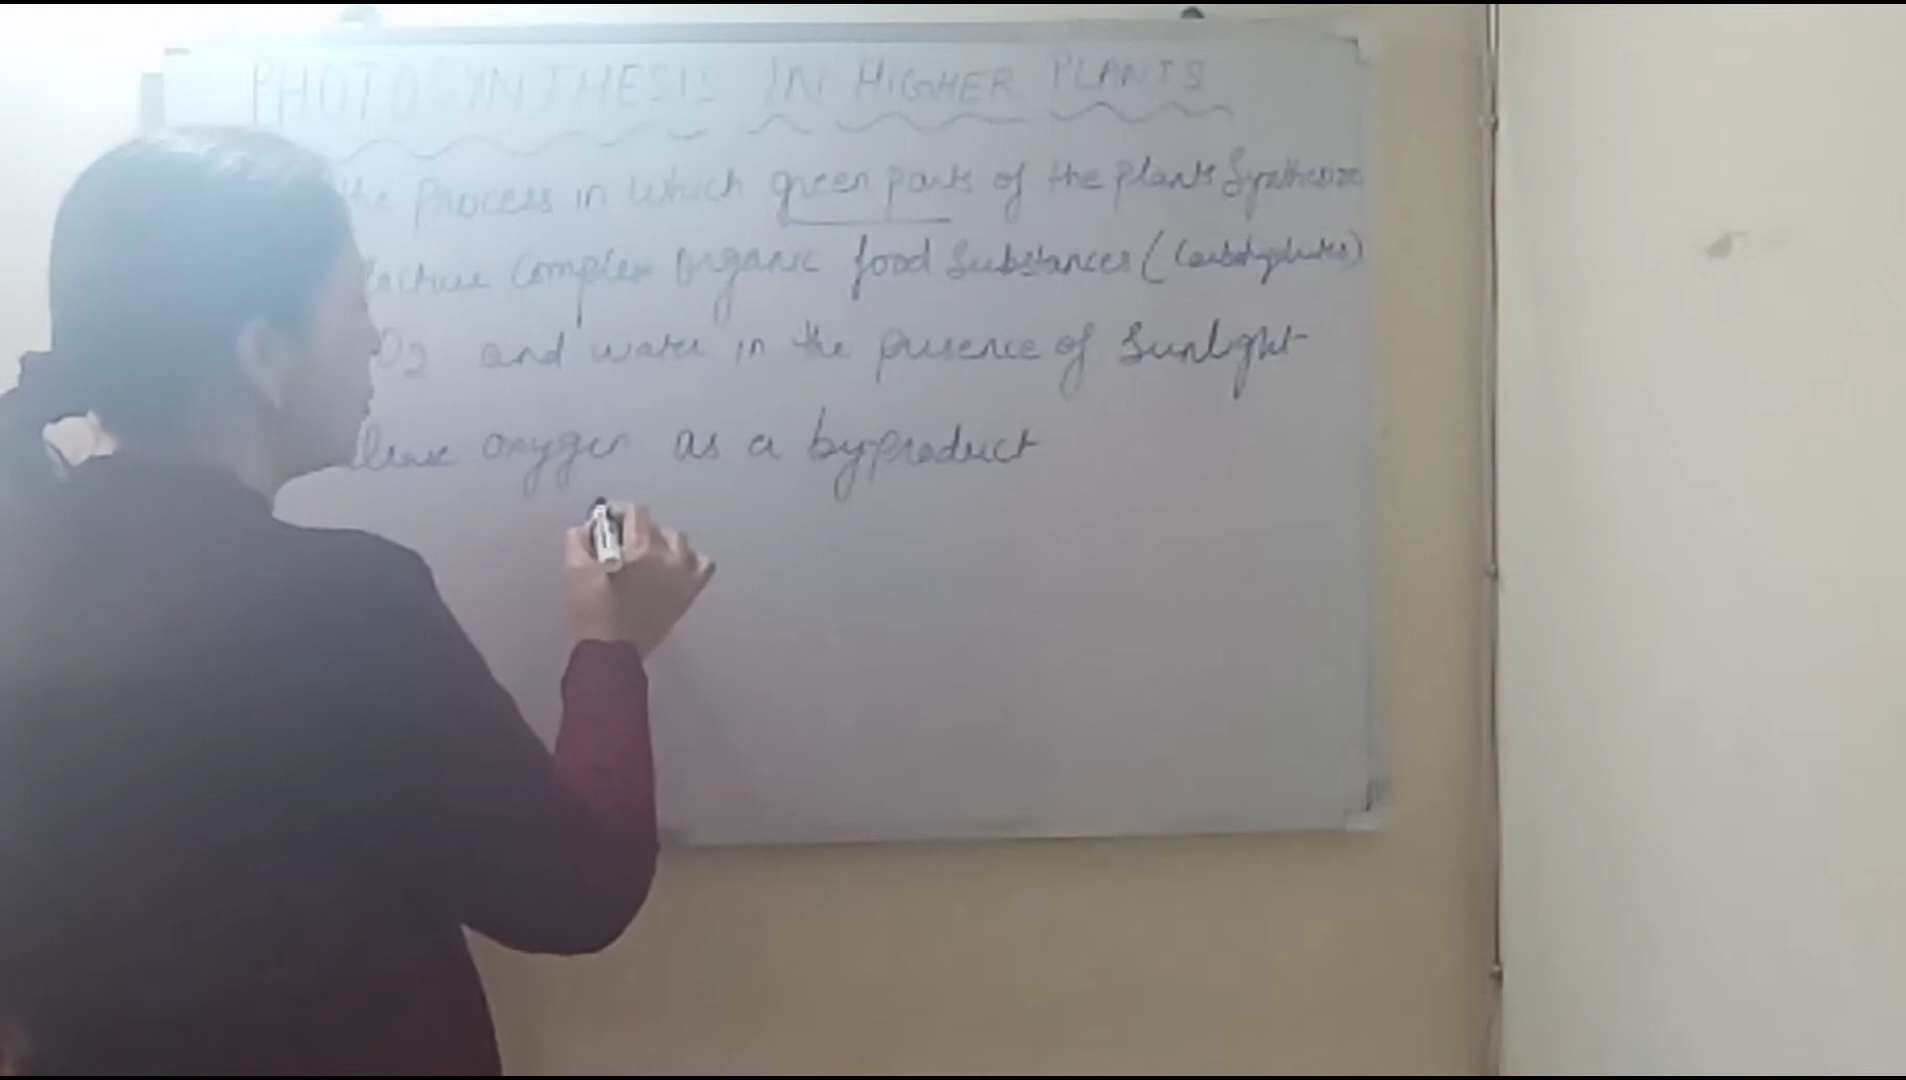 PHOTOSYNTHESIS IN HIGHER PLANTS
the process in which green parts of the plants Synthesize
complex organic food substances (Carbohydrates)
O2 and water in the presence of sunlight
oxygen as a byproduct